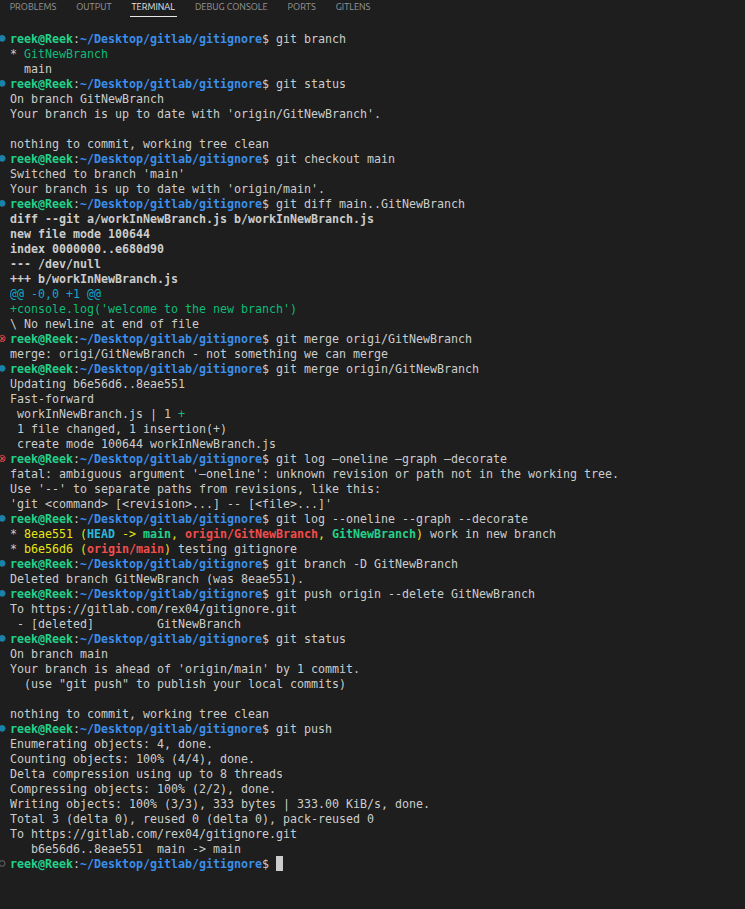 PROBLEMS OUTPUT TERMINAL DEBUG CONSOLE PORTS GITLENS
reek@Reek:~/Desktop/gitlab/gitignore$ git branch
* GitNewBranch
  main
reek@Reek:~/Desktop/gitlab/gitignore$ git status
On branch GitNewBranch
Your branch is up to date with 'origin/GitNewBranch'.

nothing to commit, working tree clean
reek@Reek:~/Desktop/gitlab/gitignore$ git checkout main
Switched to branch 'main'
Your branch is up to date with 'origin/main'.
reek@Reek:~/Desktop/gitlab/gitignore$ git diff main..GitNewBranch
diff --git a/workInNewBranch.js b/workInNewBranch.js
new file mode 100644
index 0000000..e680d90
--- /dev/null
+++ b/workInNewBranch.js
@@ -0,0 +1 @@
+console.log('welcome to the new branch')
\ No newline at end of file
reek@Reek:~/Desktop/gitlab/gitignore$ git merge origi/GitNewBranch
merge: origi/GitNewBranch - not something we can merge
reek@Reek:~/Desktop/gitlab/gitignore$ git merge origin/GitNewBranch
Updating b6e56d6..8eae551
Fast-forward
 workInNewBranch.js | 1 +
 1 file changed, 1 insertion(+)
 create mode 100644 workInNewBranch.js
reek@Reek:~/Desktop/gitlab/gitignore$ git log —oneline —graph —decorate
fatal: ambiguous argument '—oneline': unknown revision or path not in the working tree.
Use '--' to separate paths from revisions, like this:
'git <command> [<revision>...] -- [<file>...]'
reek@Reek:~/Desktop/gitlab/gitignore$ git log --oneline --graph --decorate
* 8eae551 (HEAD -> main, origin/GitNewBranch, GitNewBranch) work in new branch
* b6e56d6 (origin/main) testing gitignore
reek@Reek:~/Desktop/gitlab/gitignore$ git branch -D GitNewBranch
Deleted branch GitNewBranch (was 8eae551).
reek@Reek:~/Desktop/gitlab/gitignore$ git push origin --delete GitNewBranch
To https://gitlab.com/rex04/gitignore.git
 - [deleted]         GitNewBranch
reek@Reek:~/Desktop/gitlab/gitignore$ git status
On branch main
Your branch is ahead of 'origin/main' by 1 commit.
  (use "git push" to publish your local commits)

nothing to commit, working tree clean
reek@Reek:~/Desktop/gitlab/gitignore$ git push
Enumerating objects: 4, done.
Counting objects: 100% (4/4), done.
Delta compression using up to 8 threads
Compressing objects: 100% (2/2), done.
Writing objects: 100% (3/3), 333 bytes | 333.00 KiB/s, done.
Total 3 (delta 0), reused 0 (delta 0), pack-reused 0
To https://gitlab.com/rex04/gitignore.git
   b6e56d6..8eae551  main -> main
reek@Reek:~/Desktop/gitlab/gitignore$